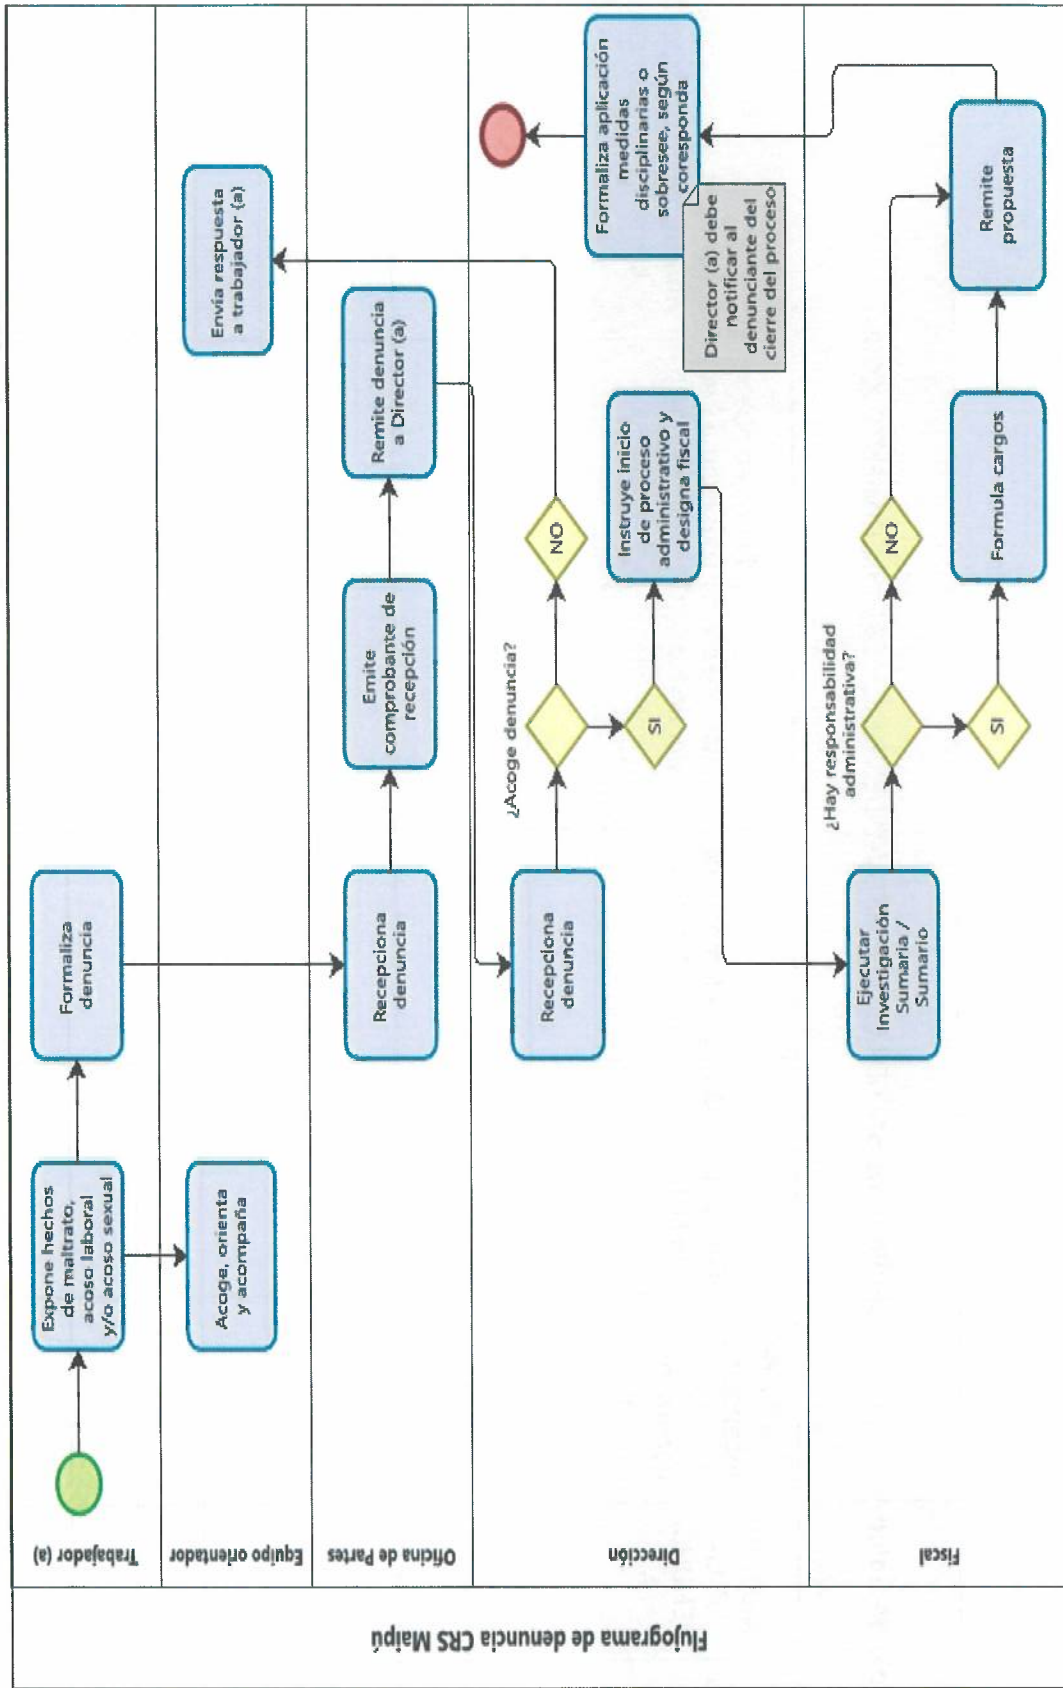 Flujograma de denuncia CRS Maipú
Trabajador (a)
Expone hechos
de maltrato,
acoso laboral
y/o acoso sexual
Formaliza
denuncia
Equipo orientador
Acoge, orienta
y acompaña
Envía respuesta
a trabajador (a)
Oficina de Partes
Recepciona
denuncia
Emite
comprobante de
recepción
Remite denuncia
a Director (a)
Dirección
Recepciona
denuncia
¿Acoge denuncia?
NO
SI
Instruye inicio
de proceso
administrativo y
designa fiscal
Formaliza aplicación
medidas
disciplinarias o
sobresee, según
coresponda
Director (a) debe
notificar al
denunciante del
cierre del proceso
Fiscal
Ejecutar
Investigación
Sumaria /
Sumario
¿Hay responsabilidad
administrativa?
NO
SI
Formula cargos
Remite
propuesta